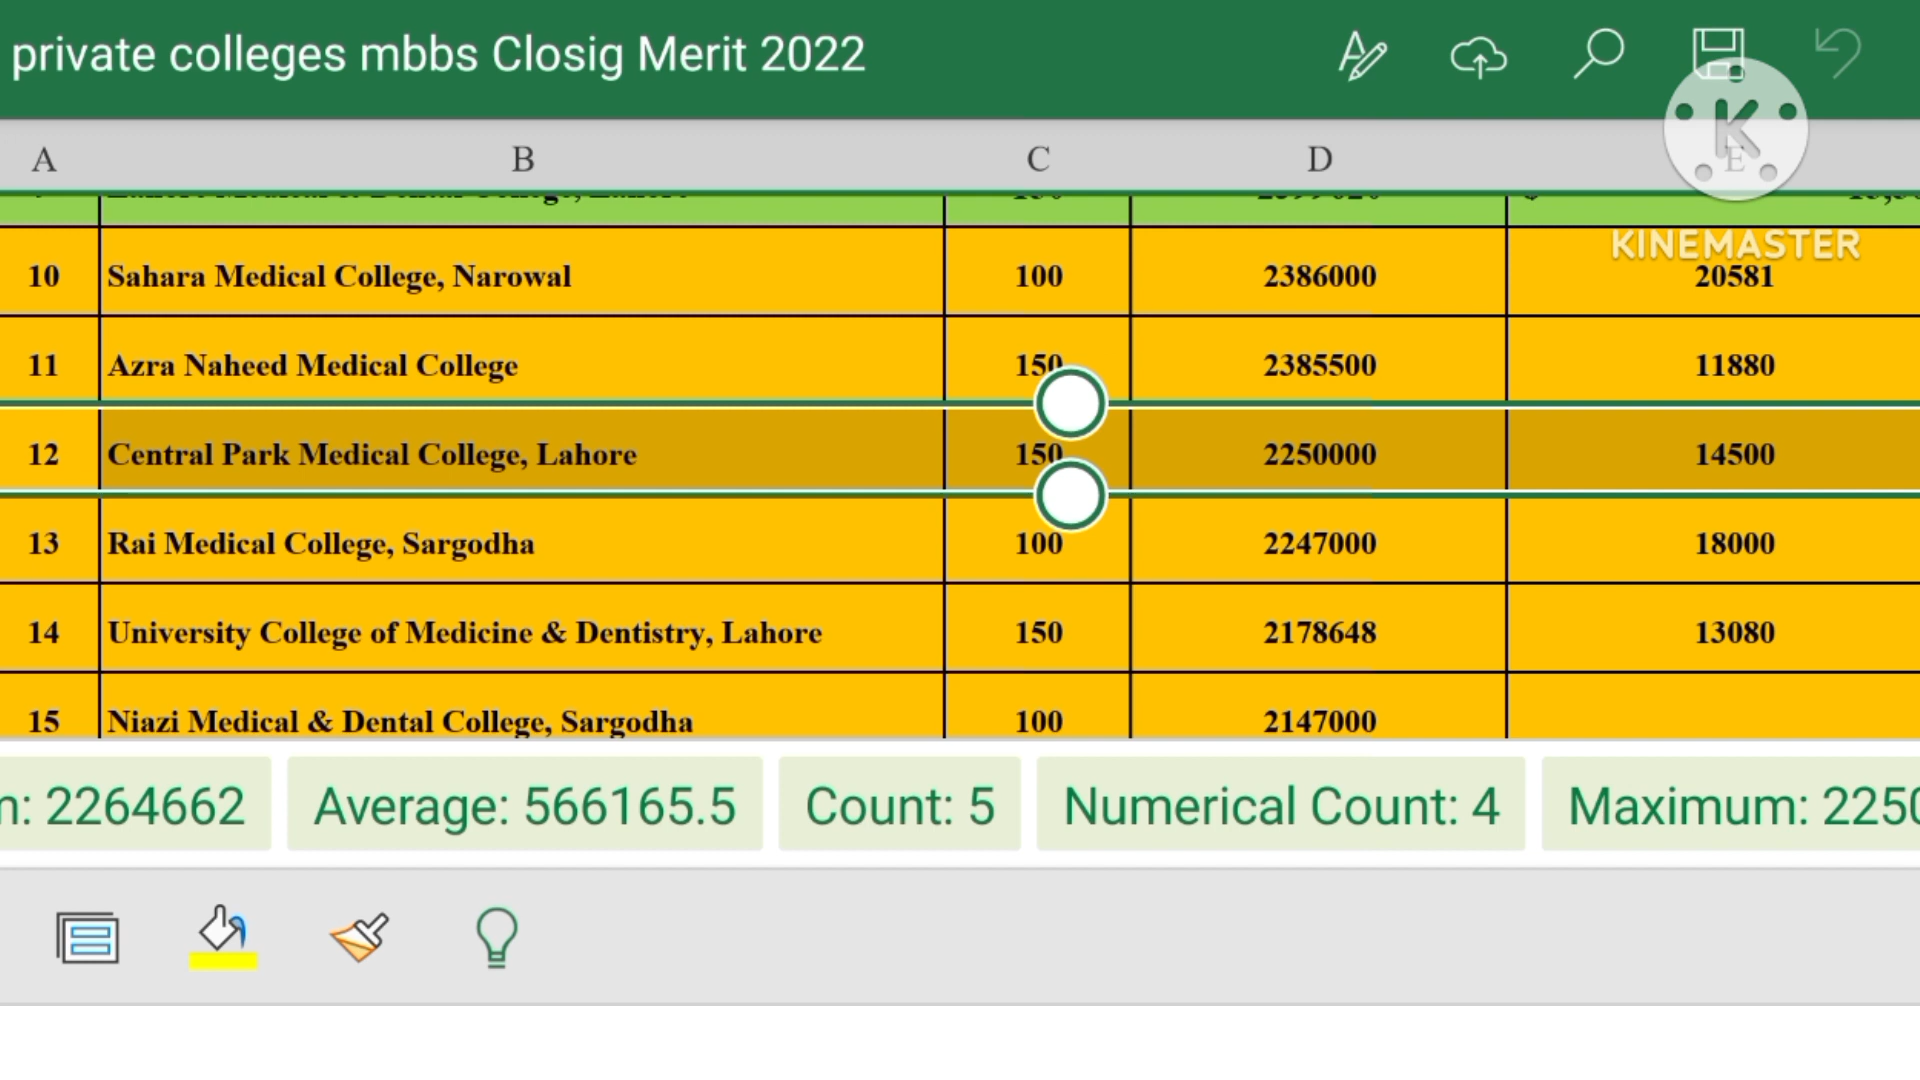 private colleges mbbs Closig Merit 2022
K
A B C D E
KINEMASTER
10 Sahara Medical College, Narowal 100 2386000 20581
11 Azra Naheed Medical College 150 2385500 11880
12 Central Park Medical College, Lahore 150 2250000 14500
13 Rai Medical College, Sargodha 100 2247000 18000
14 University College of Medicine & Dentistry, Lahore 150 2178648 13080
15 Niazi Medical & Dental College, Sargodha 100 2147000
: 2264662 Average: 566165.5 Count: 5 Numerical Count: 4 Maximum: 225